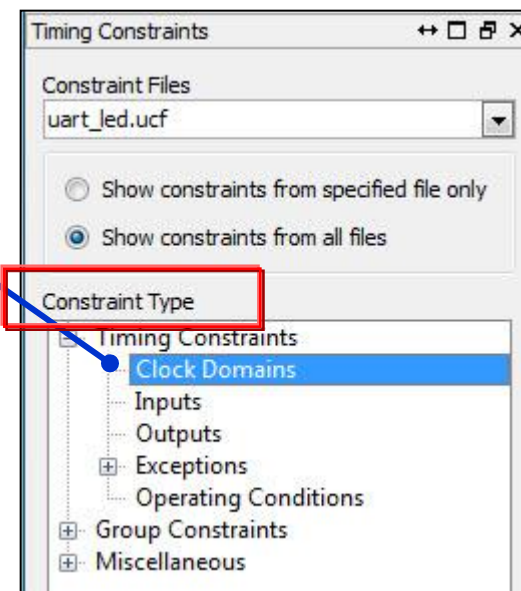 Timing Constraints
Constraint Files
uart_led.ucf
Show constraints from specified file only
Show constraints from all files
Constraint Type
Timing Constraints
Clock Domains
Inputs
Outputs
Exceptions
Operating Conditions
Group Constraints
Miscellaneous